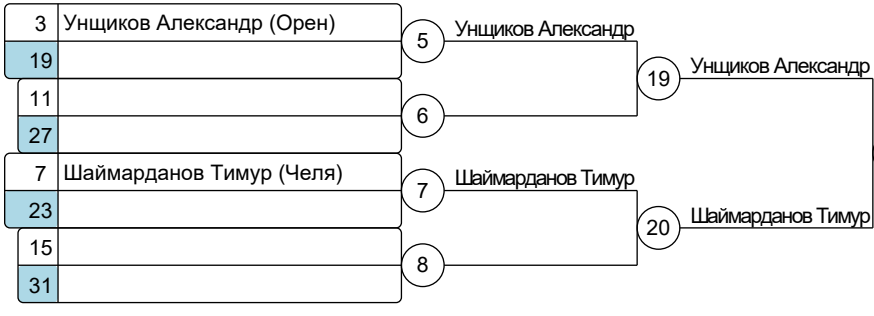 3 Унщиков Александр (Орен)
5 Унщиков Александр
19
19 Унщиков Александр
11
6
27
7 Шаймарданов Тимур (Челя)
7 Шаймарданов Тимур
23
20 Шаймарданов Тимур
15
8
31